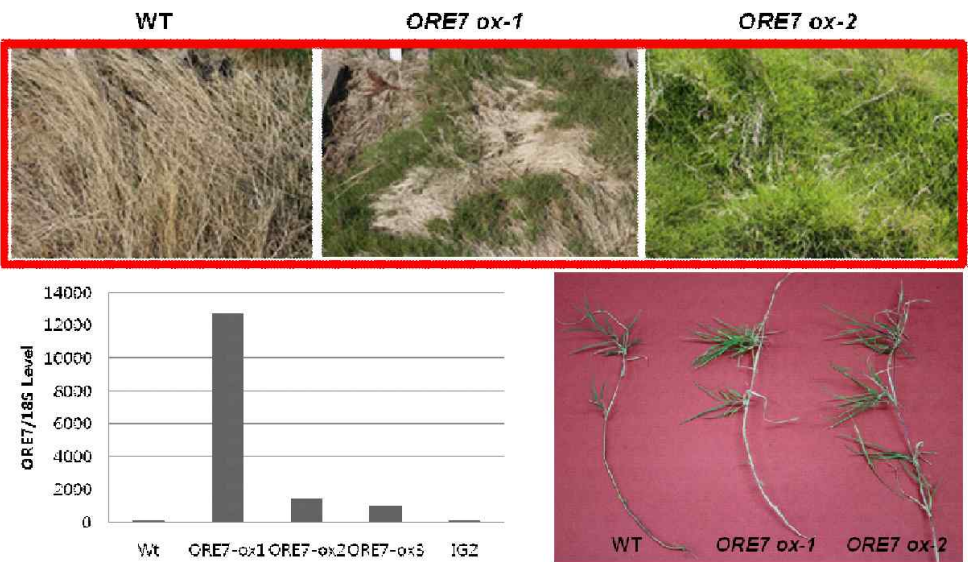 WT ORE7 ox-1 ORE7 ox-2
14000
12000
10000
8000
6000
4000
2000
0
ORE7/18S Level
Wt ORE7-ox1 ORE7-ox2 ORE7-ox3 IG2
WT ORE7 ox-1 ORE7 ox-2